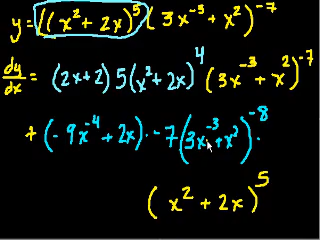 y = ((x² + 2x)⁵ (3x⁻³ + x²)⁻⁷
dy/dx = (2x+2) 5(x²+2x)⁴ (3x⁻³ + x²)⁻⁷
+ (-9x⁻⁴ + 2x) · -7(3x⁻³ + x²)⁻⁸ ·
(x² + 2x)⁵